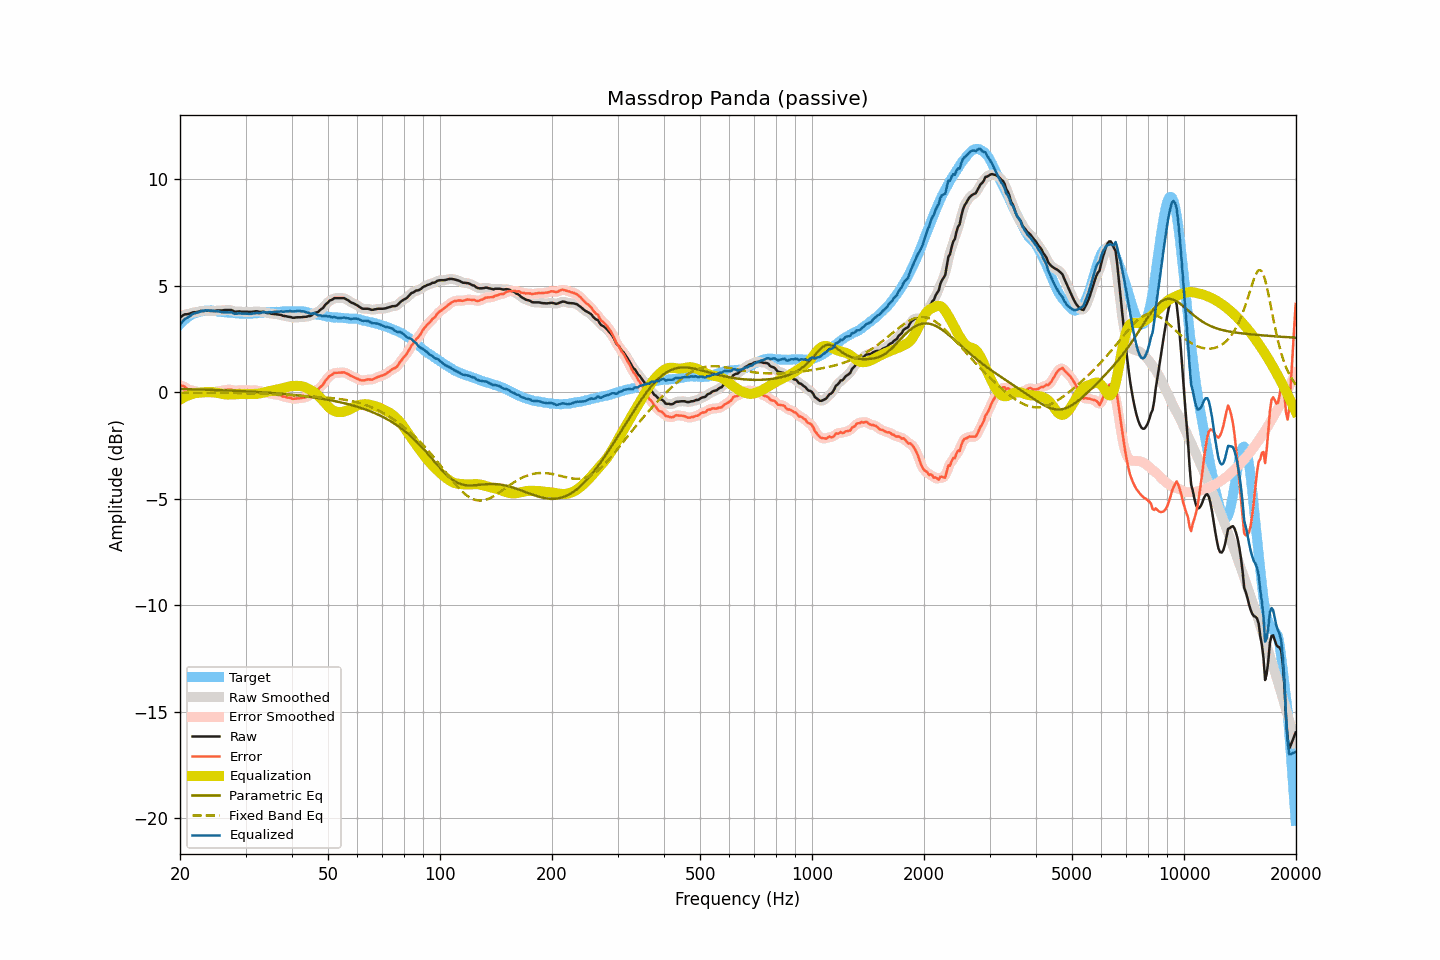 Massdrop Panda (passive)
Amplitude (dBr)
10
5
0
−5
−10
−15
−20
Target
Raw Smoothed
Error Smoothed
Raw
Error
Equalization
Parametric Eq
Fixed Band Eq
Equalized
20 50 100 200 500 1000 2000 5000 10000 20000
Frequency (Hz)